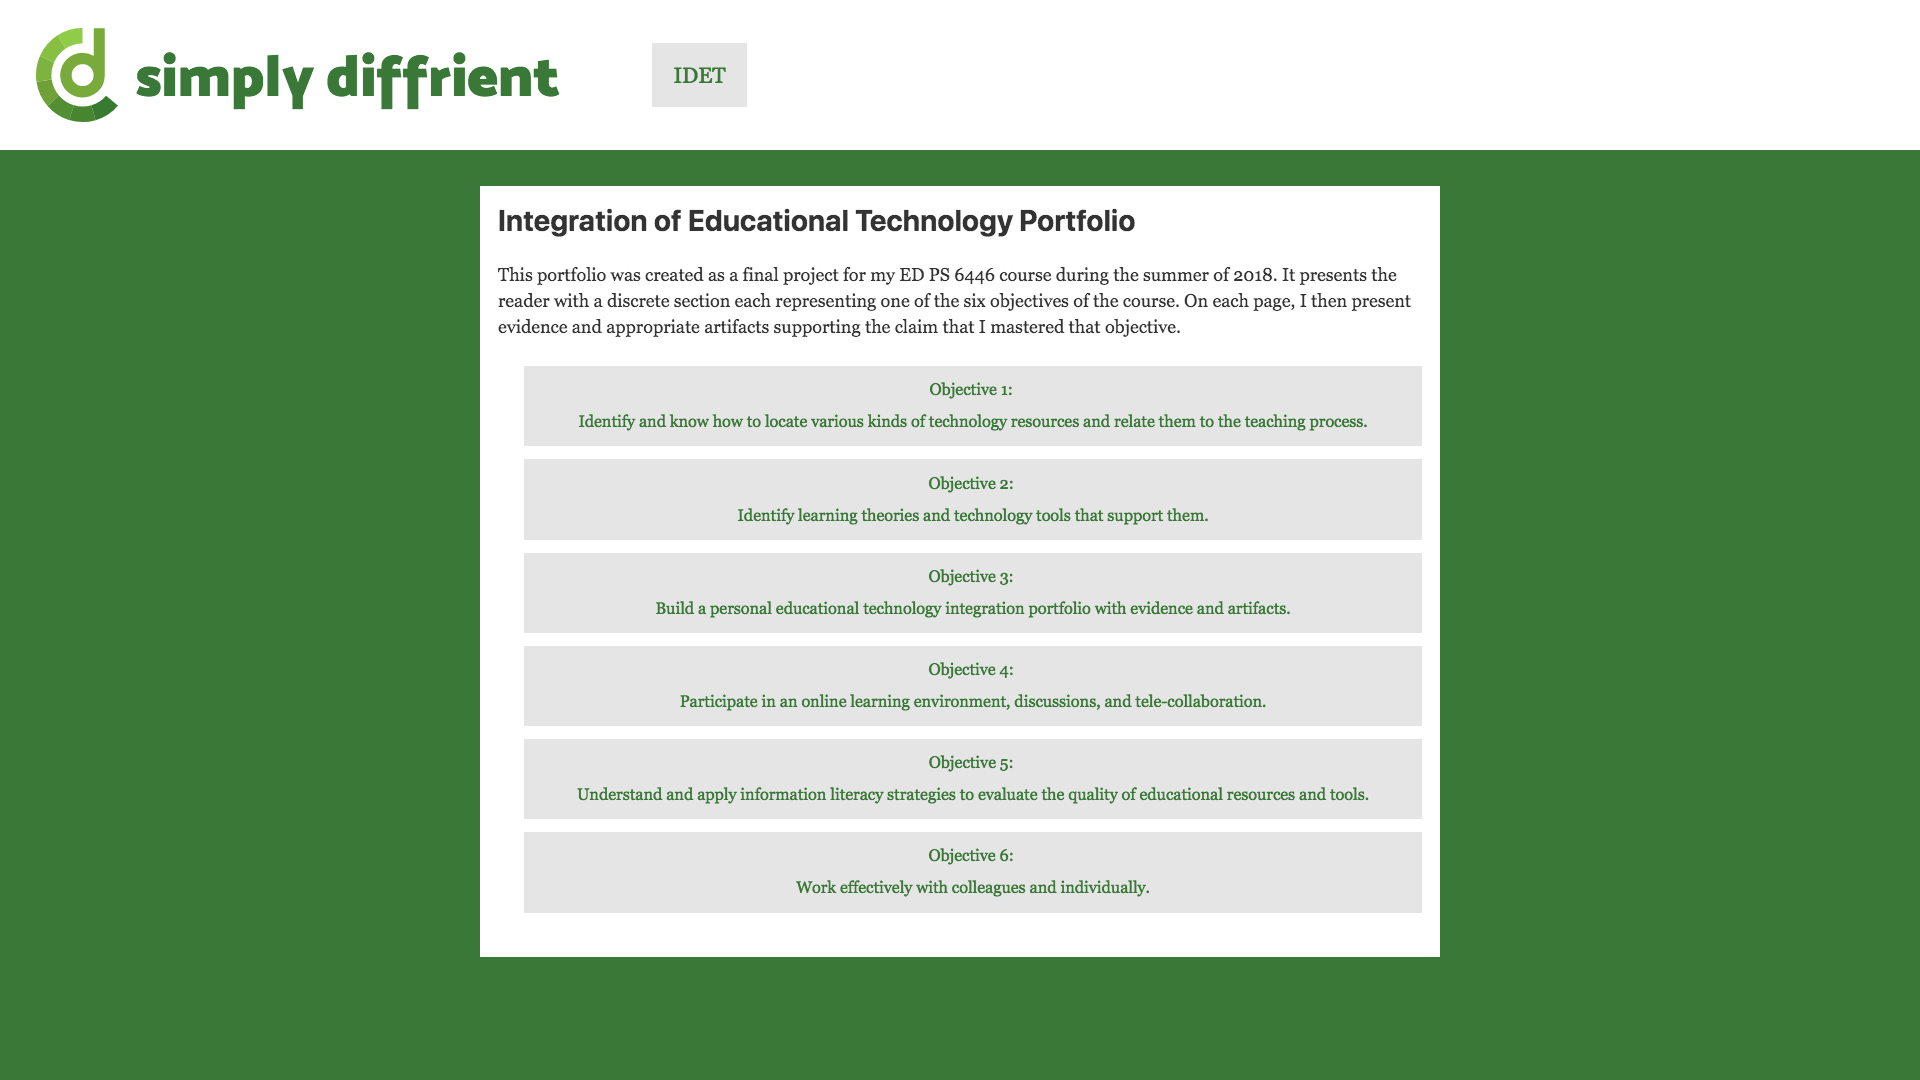 simply diffrient
IDET
Integration of Educational Technology Portfolio
This portfolio was created as a final project for my ED PS 6446 course during the summer of 2018. It presents the
reader with a discrete section each representing one of the six objectives of the course. On each page, I then present
evidence and appropriate artifacts supporting the claim that I mastered that objective.
Objective 1:
Identify and know how to locate various kinds of technology resources and relate them to the teaching process.
Objective 2:
Identify learning theories and technology tools that support them.
Objective 3:
Build a personal educational technology integration portfolio with evidence and artifacts.
Objective 4:
Participate in an online learning environment, discussions, and tele-collaboration.
Objective 5:
Understand and apply information literacy strategies to evaluate the quality of educational resources and tools.
Objective 6:
Work effectively with colleagues and individually.